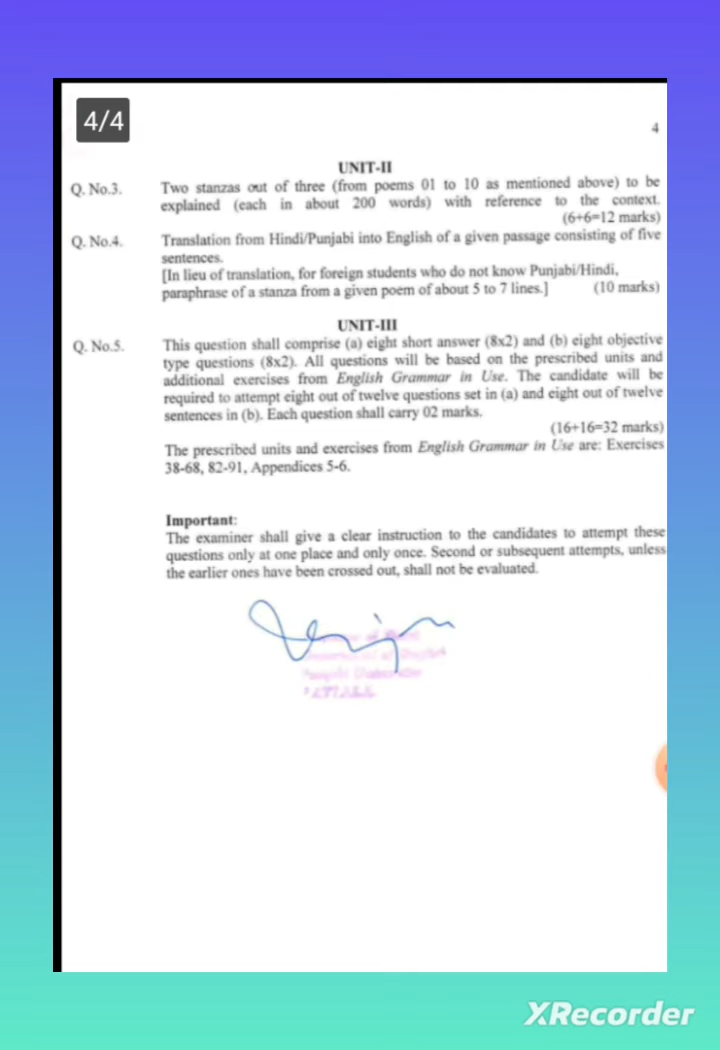 4/4
4
UNIT-II
Q. No.3. Two stanzas out of three (from poems 01 to 10 as mentioned above) to be
explained (each in about 200 words) with reference to the context.
(6+6=12 marks)
Q. No.4. Translation from Hindi/Punjabi into English of a given passage consisting of five
sentences.
[In lieu of translation, for foreign students who do not know Punjabi/Hindi,
paraphrase of a stanza from a given poem of about 5 to 7 lines.] (10 marks)
UNIT-III
Q. No.5. This question shall comprise (a) eight short answer (8x2) and (b) eight objective
type questions (8x2). All questions will be based on the prescribed units and
additional exercises from English Grammar in Use. The candidate will be
required to attempt eight out of twelve questions set in (a) and eight out of twelve
sentences in (b). Each question shall carry 02 marks.
(16+16=32 marks)
The prescribed units and exercises from English Grammar in Use are: Exercises
38-68, 82-91, Appendices 5-6.
Important:
The examiner shall give a clear instruction to the candidates to attempt these
questions only at one place and only once. Second or subsequent attempts, unless
the earlier ones have been crossed out, shall not be evaluated.
PATIALA
XRecorder